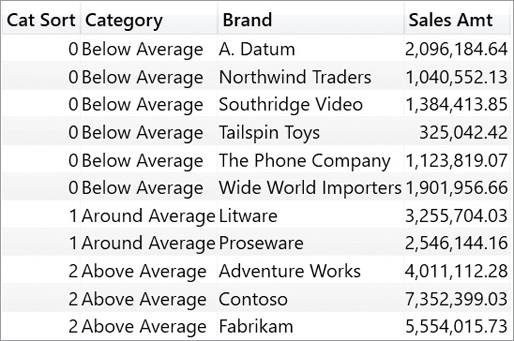 Cat Sort Category Brand Sales Amt
0 Below Average A. Datum 2,096,184.64
0 Below Average Northwind Traders 1,040,552.13
0 Below Average Southridge Video 1,384,413.85
0 Below Average Tailspin Toys 325,042.42
0 Below Average The Phone Company 1,123,819.07
0 Below Average Wide World Importers 1,901,956.66
1 Around Average Litware 3,255,704.03
1 Around Average Proseware 2,546,144.16
2 Above Average Adventure Works 4,011,112.28
2 Above Average Contoso 7,352,399.03
2 Above Average Fabrikam 5,554,015.73